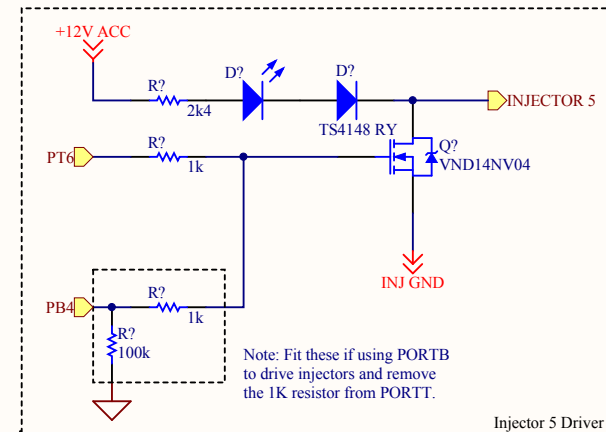 +12V ACC
R?
2k4
D?
D?
TS4148 RY
INJECTOR 5
PT6
R?
1k
Q?
VND14NV04
INJ GND
PB4
R?
1k
R?
100k
Note: Fit these if using PORTB
to drive injectors and remove
the 1K resistor from PORTT.
Injector 5 Driver